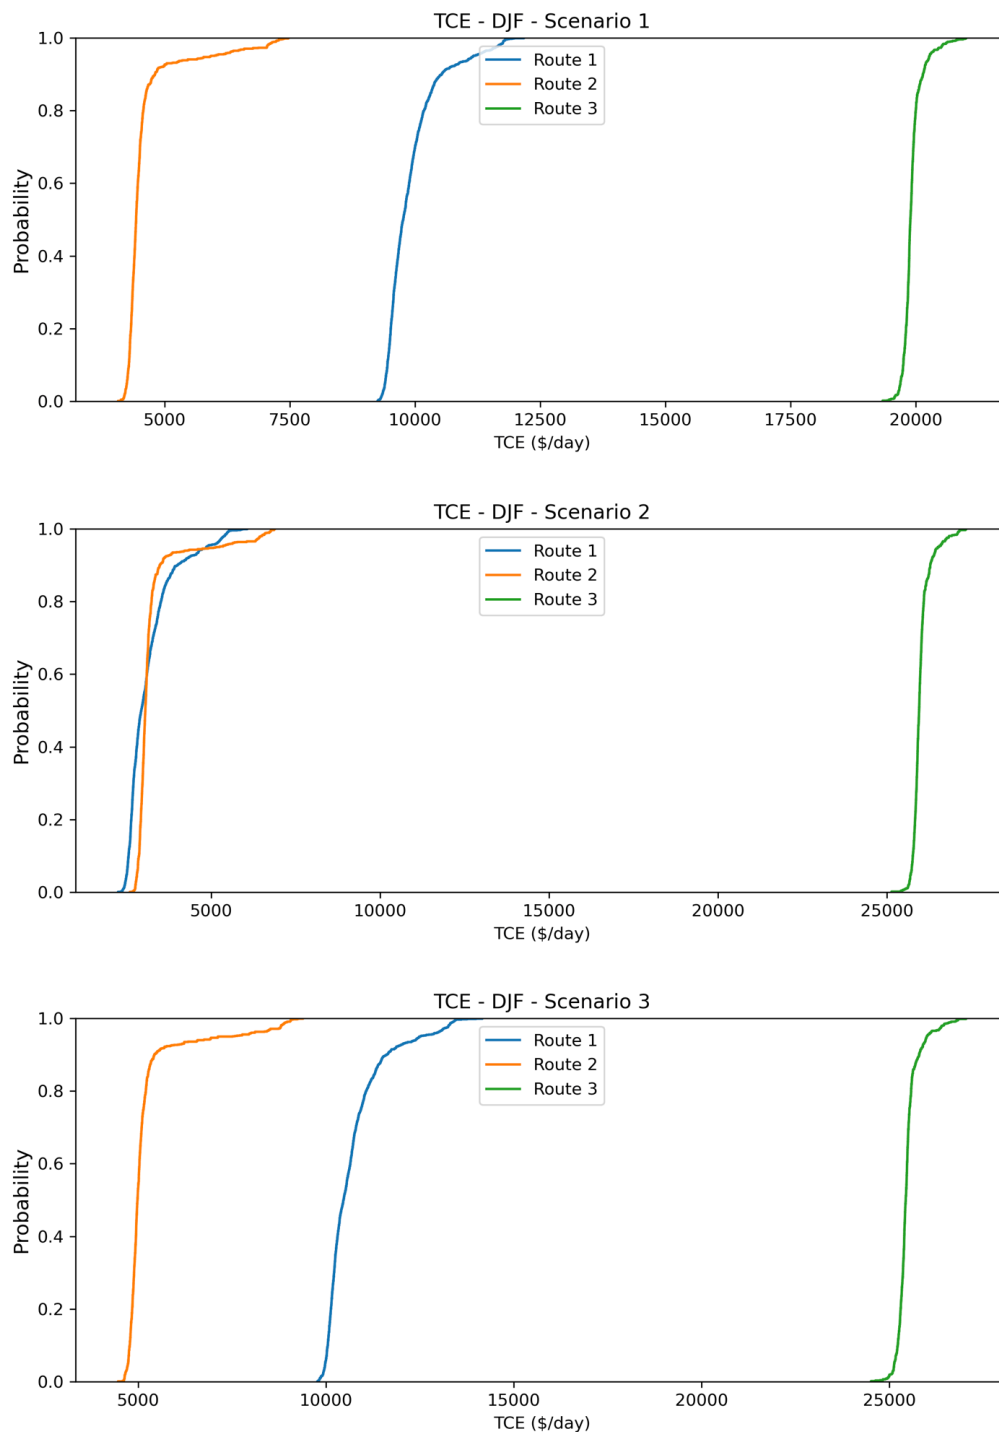 TCE - DJF - Scenario 1
1.0
0.8
0.6
0.4
0.2
0.0
Probability
Route 1
Route 2
Route 3
5000 7500 10000 12500 15000 17500 20000
TCE ($/day)
TCE - DJF - Scenario 2
1.0
0.8
0.6
0.4
0.2
0.0
Probability
Route 1
Route 2
Route 3
5000 10000 15000 20000 25000
TCE ($/day)
TCE - DJF - Scenario 3
1.0
0.8
0.6
0.4
0.2
0.0
Probability
Route 1
Route 2
Route 3
5000 10000 15000 20000 25000
TCE ($/day)